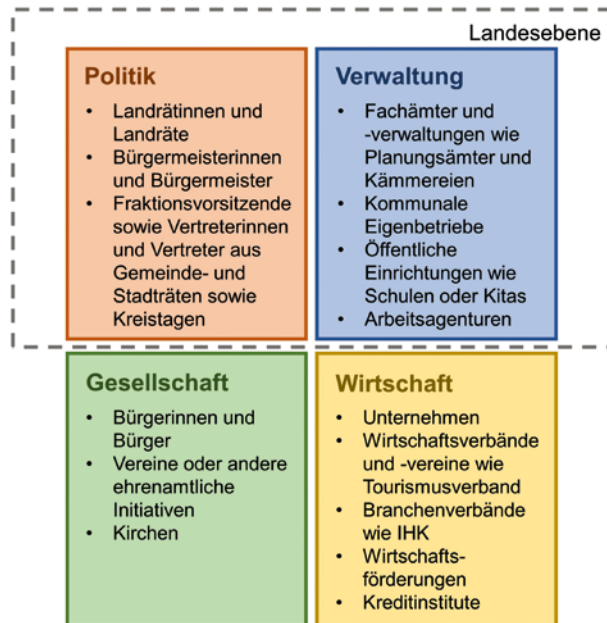 Landesebene
Politik
• Landrätinnen und
Landräte
• Bürgermeisterinnen
und Bürgermeister
• Fraktionsvorsitzende
sowie Vertreterinnen
und Vertreter aus
Gemeinde- und
Stadträten sowie
Kreistagen
Verwaltung
• Fachämter und
-verwaltungen wie
Planungsämter und
Kämmereien
• Kommunale
Eigenbetriebe
• Öffentliche
Einrichtungen wie
Schulen oder Kitas
• Arbeitsagenturen
Gesellschaft
• Bürgerinnen und
Bürger
• Vereine oder andere
ehrenamtliche
Initiativen
• Kirchen
Wirtschaft
• Unternehmen
• Wirtschaftsverbände
und -vereine wie
Tourismusverband
• Branchenverbände
wie IHK
• Wirtschafts-
förderungen
• Kreditinstitute